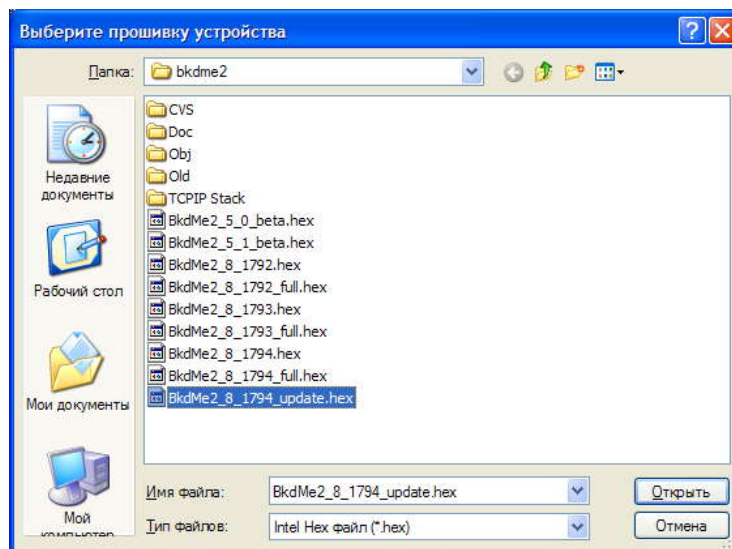 Выберите прошивку устройства
Папка: bkdme2
CVS
Doc
Obj
Old
TCPIP Stack
BkdMe2_5_0_beta.hex
BkdMe2_5_1_beta.hex
BkdMe2_8_1792.hex
BkdMe2_8_1792_full.hex
BkdMe2_8_1793.hex
BkdMe2_8_1793_full.hex
BkdMe2_8_1794.hex
BkdMe2_8_1794_full.hex
BkdMe2_8_1794_update.hex
Недавние
документы
Рабочий стол
Мои документы
Мой
компьютер
Имя файла: BkdMe2_8_1794_update.hex Открыть
Тип файлов: Intel Hex файл (*.hex) Отмена